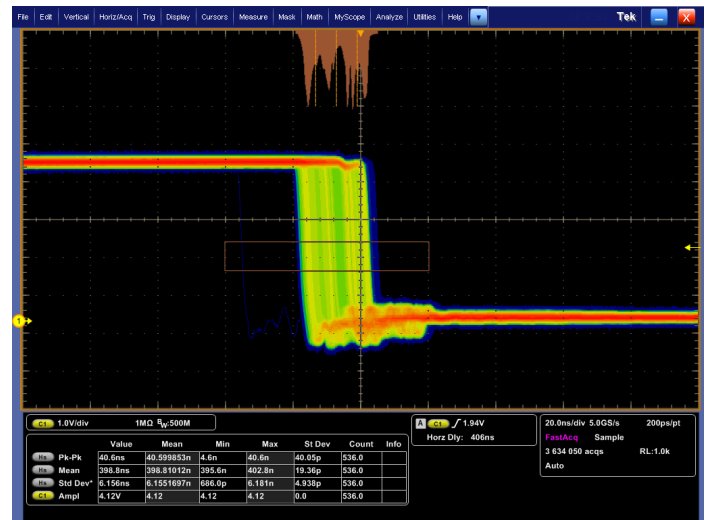 File Edit Vertical Horiz/Acq Trig Display Cursors Measure Mask Math MyScope Analyze Utilities Help Tek X
1
C1 1.0V/div 1MΩ BW:500M
A C1 1.94V
Horz Dly: 406ns
20.0ns/div 5.0GS/s 200ps/pt
FastAcq Sample
3 634 050 acqs RL:1.0k
Auto
Value Mean Min Max St Dev Count Info
Hs Pk-Pk 40.6ns 40.599853n 4.6n 40.6n 40.05p 536.0
Hs Mean 398.8ns 398.81012n 395.6n 402.8n 19.36p 536.0
Hs Std Dev* 6.156ns 6.1551697n 686.0p 6.181n 4.938p 536.0
C1 Ampl 4.12V 4.12 4.12 4.12 0.0 536.0